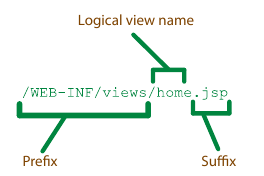 Logical view name
/WEB-INF/views/home.jsp
Prefix Suffix